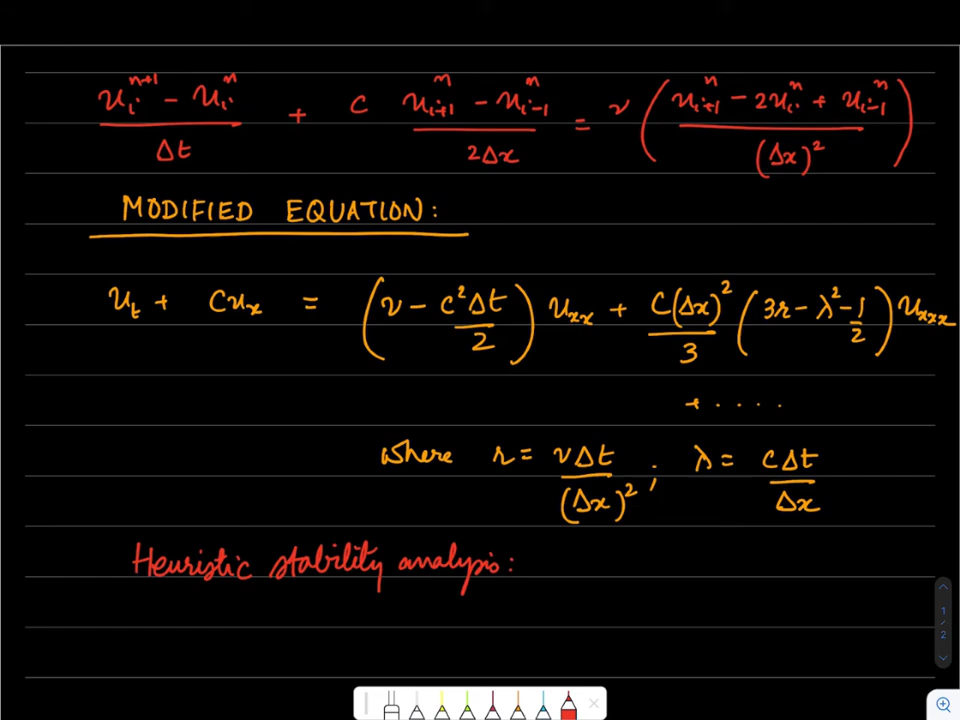 (u_i^{n+1} - u_i^n)/Δt + c (u_{i+1}^n - u_{i-1}^n)/2Δx = ν ((u_{i+1}^n - 2u_i^n + u_{i-1}^n)/(Δx)^2)
MODIFIED EQUATION:
u_t + cu_x = (ν - c^2Δt/2) u_xx + C(Δx)^2/3 (3r - λ^2 - 1/2) u_xxx
+ ....
where r = νΔt/(Δx)^2 ; λ = cΔt/Δx
Heuristic stability analysis:
1
/
2